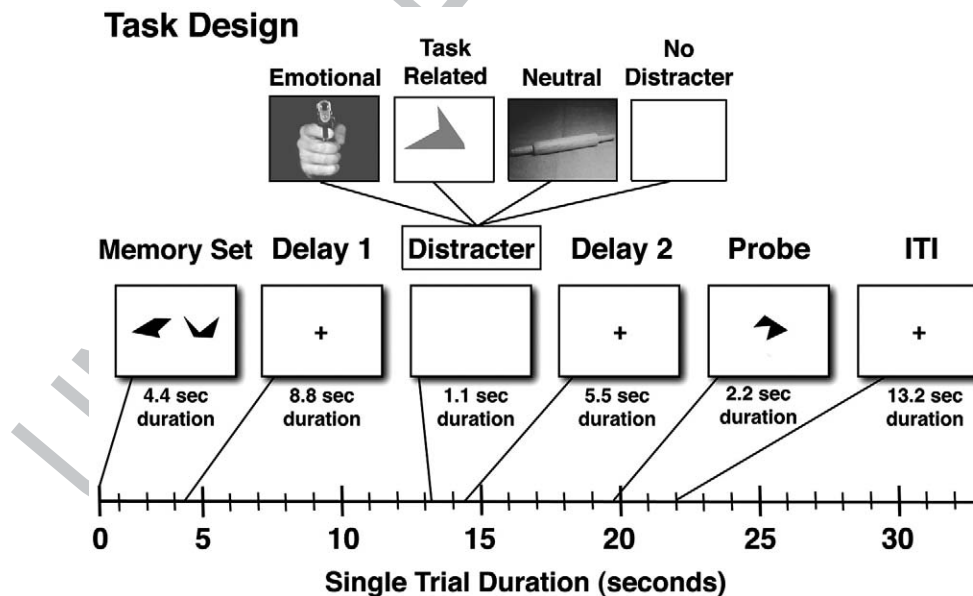 Task Design
Emotional
Task
Related
Neutral
No
Distracter
Memory Set
Delay 1
Distracter
Delay 2
Probe
ITI
+
+
+
4.4 sec
duration
8.8 sec
duration
1.1 sec
duration
5.5 sec
duration
2.2 sec
duration
13.2 sec
duration
0 5 10 15 20 25 30
Single Trial Duration (seconds)